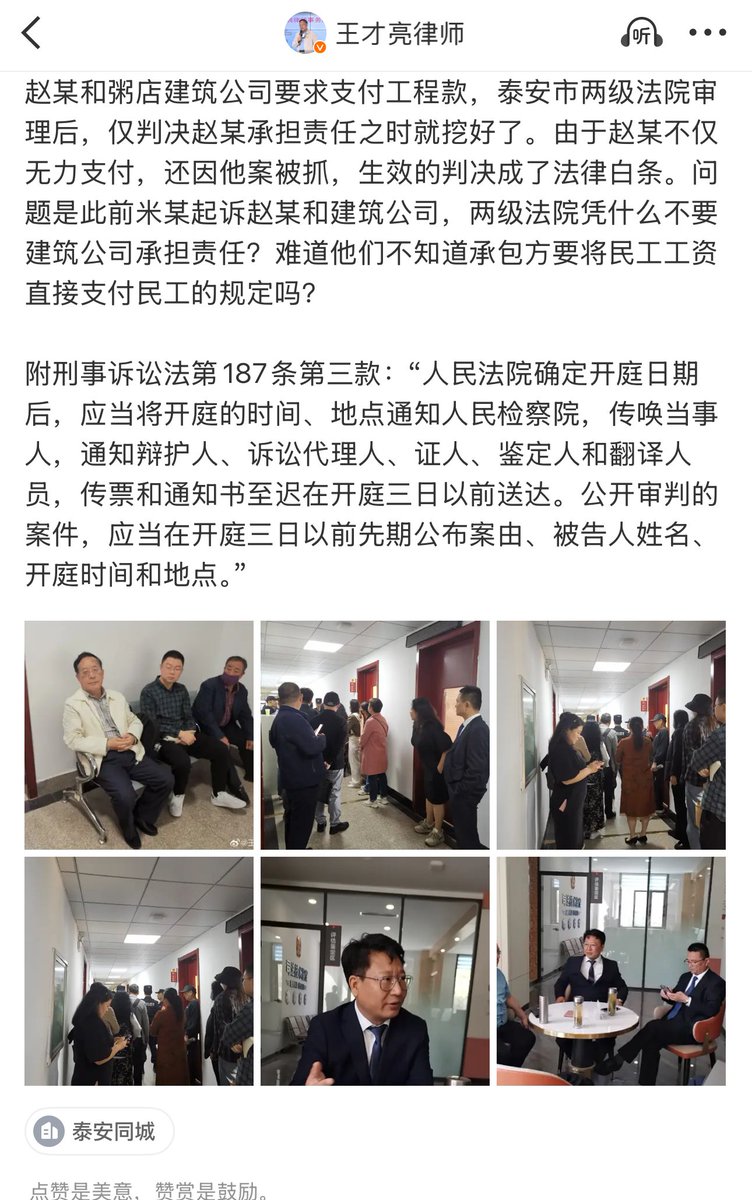 王才亮律师
听
赵某和粥店建筑公司要求支付工程款，泰安市两级法院审
理后，仅判决赵某承担责任之时就挖好了。由于赵某不仅
无力支付，还因他案被抓，生效的判决成了法律白条。问
题是此前米某起诉赵某和建筑公司，两级法院凭什么不要
建筑公司承担责任？难道他们不知道承包方要将民工工资
直接支付民工的规定吗？
附刑事诉讼法第187条第三款：“人民法院确定开庭日期
后，应当将开庭的时间、地点通知人民检察院，传唤当事
人，通知辩护人、诉讼代理人、证人、鉴定人和翻译人
员，传票和通知书至迟在开庭三日以前送达。公开审判的
案件，应当在开庭三日以前先期公布案由、被告人姓名、
开庭时间和地点。”
泰安同城
点赞是美意，赞赏是鼓励。